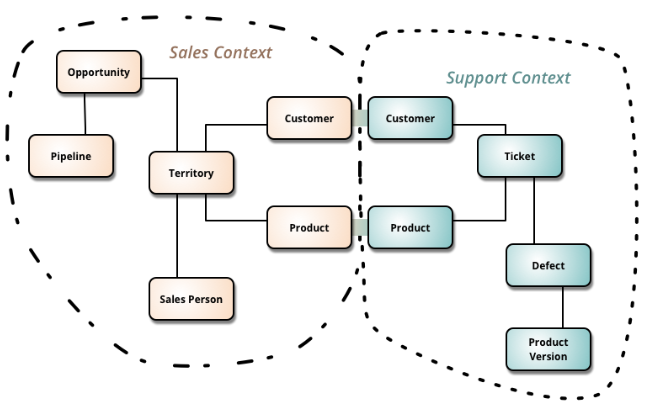 Sales Context
Support Context
Opportunity
Customer
Customer
Pipeline
Ticket
Territory
Product
Product
Defect
Sales Person
Product
Version